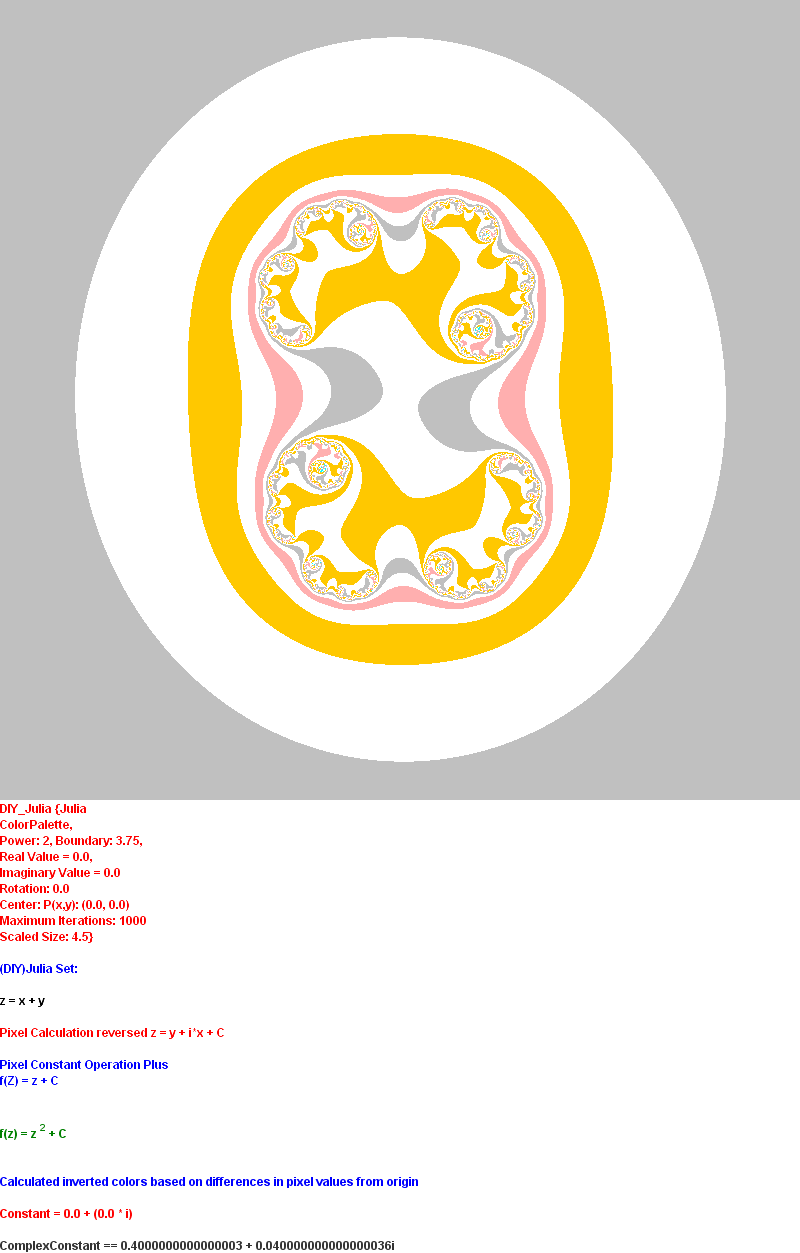 DIY_Julia {Julia
ColorPalette,
Power: 2, Boundary: 3.75,
Real Value = 0.0,
Imaginary Value = 0.0
Rotation: 0.0
Center: P(x,y): (0.0, 0.0)
Maximum Iterations: 1000
Scaled Size: 4.5}
(DIY)Julia Set:
z = x + y
Pixel Calculation reversed z = y + i*x + C
Pixel Constant Operation Plus
f(Z) = z + C
f(z) = z ² + C
Calculated inverted colors based on differences in pixel values from origin
Constant = 0.0 + (0.0 * i)
ComplexConstant == 0.4000000000000003 + 0.040000000000000036i